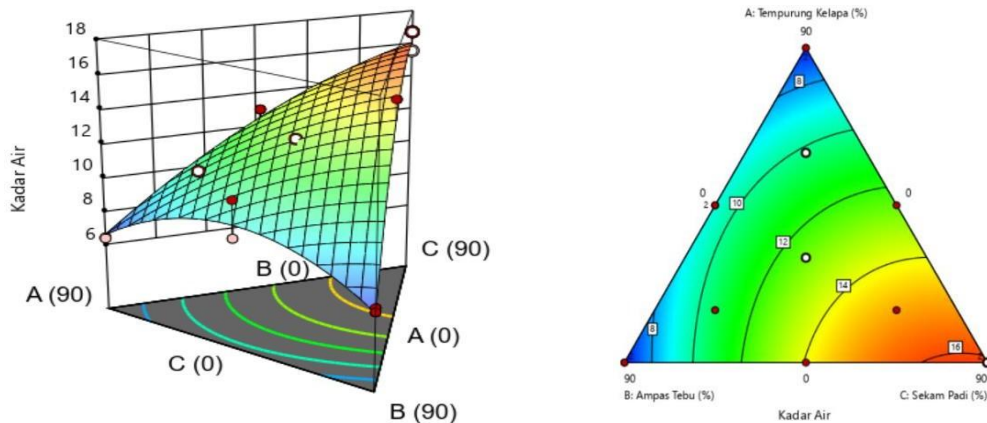 18
16
14
12
10
8
6
Kadar Air
A (90)
B (0)
C (90)
C (0)
A (0)
B (90)
A: Tempurung Kelapa (%)
90
8
0
2
10
0
12
14
8
16
90
0
90
B: Ampas Tebu (%)
C: Sekam Padi (%)
Kadar Air